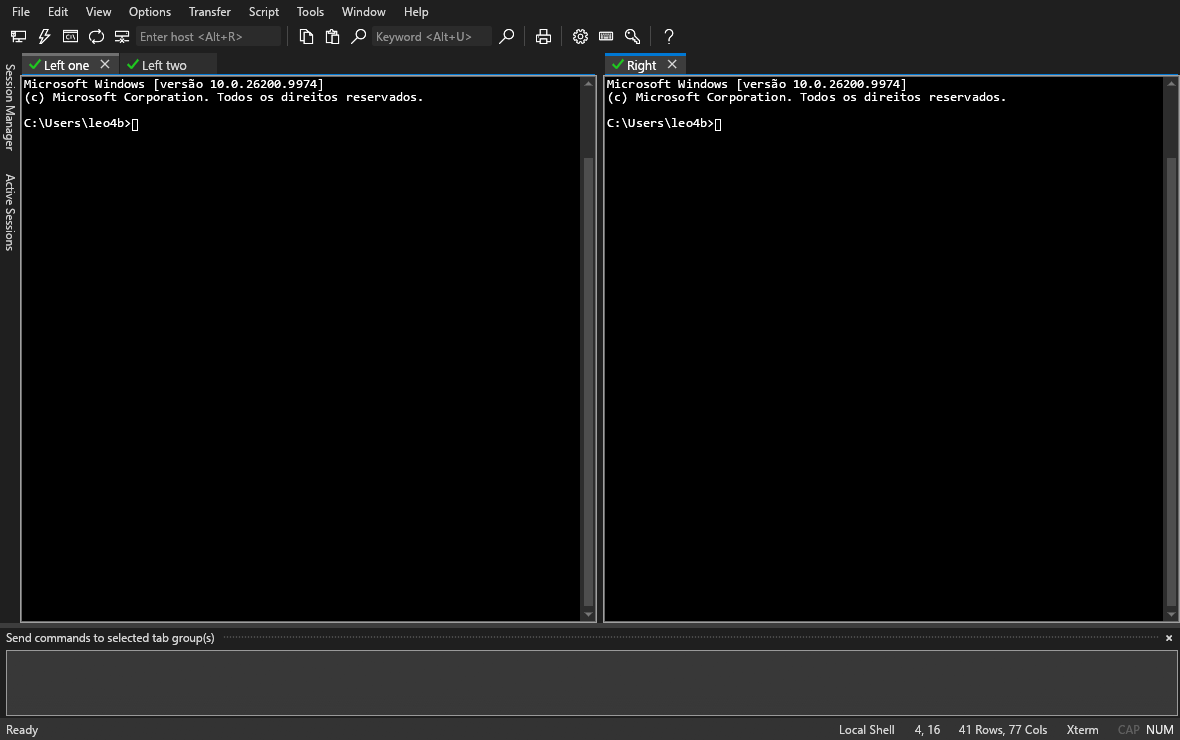 File Edit View Options Transfer Script Tools Window Help
Enter host <Alt+R> Keyword <Alt+U> ?
Session Manager
Active Sessions
Left one Left two
Microsoft Windows [versão 10.0.26200.9974]
(c) Microsoft Corporation. Todos os direitos reservados.
C:\Users\leo4b>
Right
Microsoft Windows [versão 10.0.26200.9974]
(c) Microsoft Corporation. Todos os direitos reservados.
C:\Users\leo4b>
Send commands to selected tab group(s)
Ready Local Shell 4, 16 41 Rows, 77 Cols Xterm CAP NUM